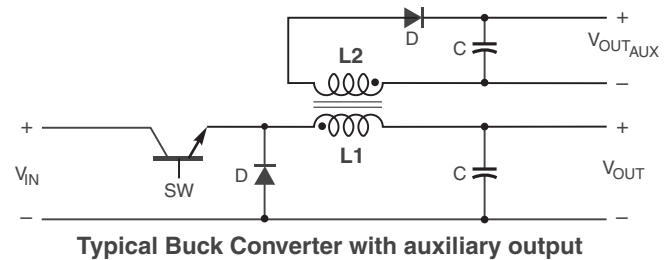 +
D
C
V_OUT_AUX
L2
–
+
+
L1
V_IN
SW
D
C
V_OUT
–
–
Typical Buck Converter with auxiliary output